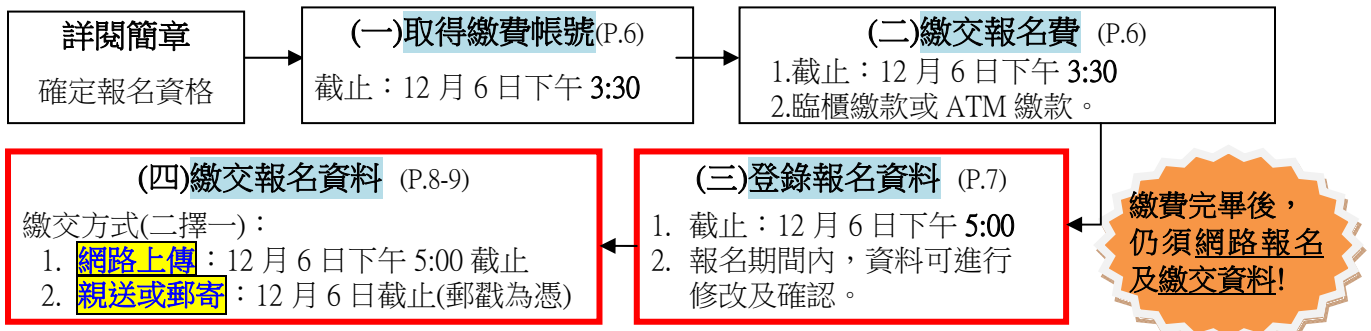 詳閱簡章
確定報名資格
(一)取得繳費帳號(P.6)
截止：12 月 6 日下午 3:30
(二)繳交報名費 (P.6)
1.截止：12 月 6 日下午 3:30
2.臨櫃繳款或 ATM 繳款。
(三)登錄報名資料 (P.7)
1. 截止：12 月 6 日下午 5:00
2. 報名期間內，資料可進行
修改及確認。
(四)繳交報名資料 (P.8-9)
繳交方式(二擇一)：
1. 網路上傳：12 月 6 日下午 5:00 截止
2. 親送或郵寄：12 月 6 日截止(郵戳為憑)
繳費完畢後，
仍須網路報名
及繳交資料!